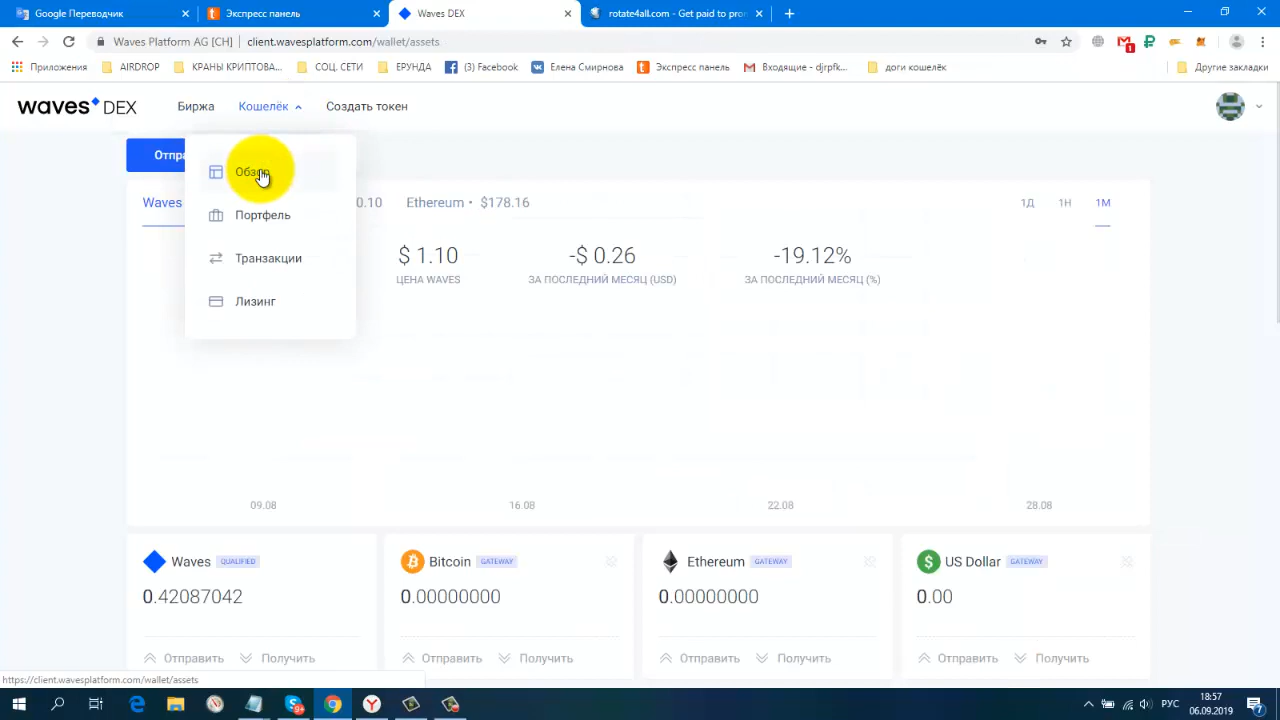 Google Переводчик
Экспресс панель
Waves DEX
rotate4all.com - Get paid to pro
Waves Platform AG [CH]
client.wavesplatform.com/wallet/assets
1
Приложения
AIRDROP
КРАНЫ КРИПТОВА...
СОЦ. СЕТИ
ЕРУНДА
(3) Facebook
Елена Смирнова
Экспресс панель
Входящие - djrpfk...
доги кошелёк
Другие закладки
waves DEX
Биржа
Кошелёк
Создать токен
Обзор
Портфель
Транзакции
Лизинг
Waves
0.10
Ethereum • $178.16
1Д
1Н
1М
$ 1.10
ЦЕНА WAVES
-$ 0.26
ЗА ПОСЛЕДНИЙ МЕСЯЦ (USD)
-19.12%
ЗА ПОСЛЕДНИЙ МЕСЯЦ (%)
09.08
16.08
22.08
28.08
Waves QUALIFIED
0.42087042
Отправить
Получить
Bitcoin GATEWAY
0.00000000
Отправить
Получить
Ethereum GATEWAY
0.00000000
Отправить
Получить
US Dollar GATEWAY
0.00
Отправить
Получить
https://client.wavesplatform.com/wallet/assets
9+
РУС
18:57
06.09.2019
7